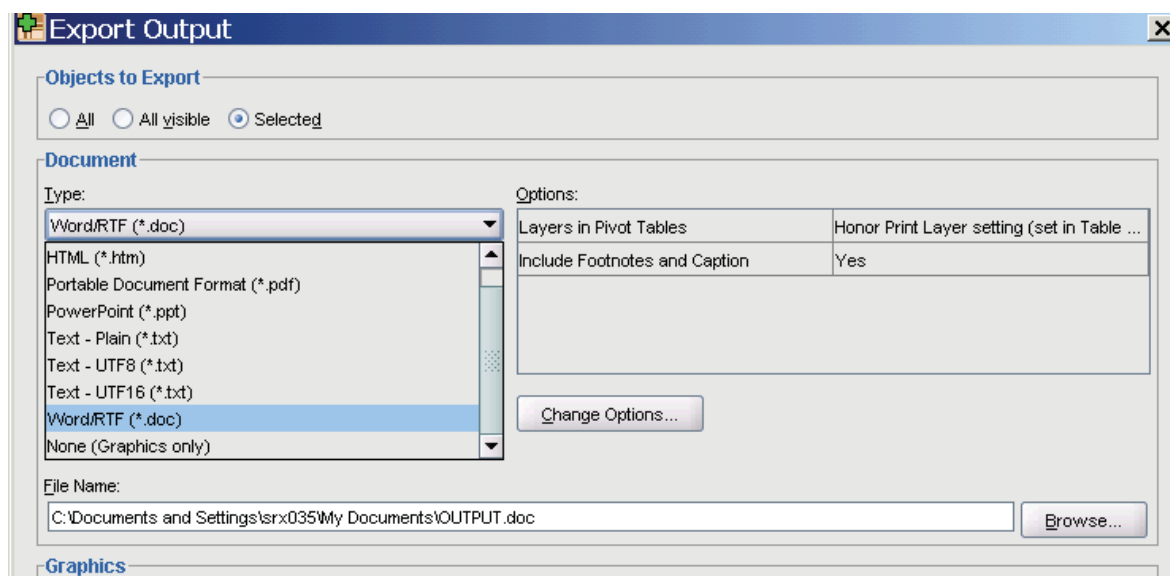 Export Output
Objects to Export
All All visible Selected
Document
Type:
Options:
Word/RTF (*.doc)
Layers in Pivot Tables Honor Print Layer setting (set in Table ...
HTML (*.htm)
Include Footnotes and Caption Yes
Portable Document Format (*.pdf)
PowerPoint (*.ppt)
Text - Plain (*.txt)
Text - UTF8 (*.txt)
Text - UTF16 (*.txt)
Word/RTF (*.doc)
Change Options...
None (Graphics only)
File Name:
C:\Documents and Settings\srx035\My Documents\OUTPUT.doc
Browse...
Graphics